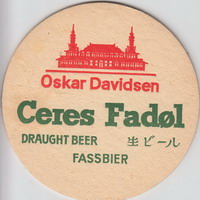 Oskar Davidsen
Ceres Fadøl
DRAUGHT BEER 生ビール
FASSBIER